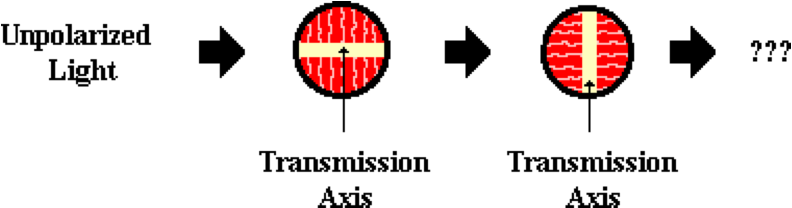 Unpolarized
Light
???
Transmission
Axis
Transmission
Axis